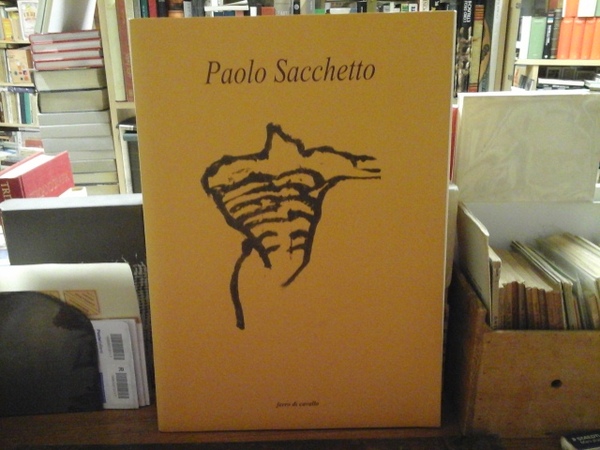 Paolo Sacchetto
ferro di cavallo